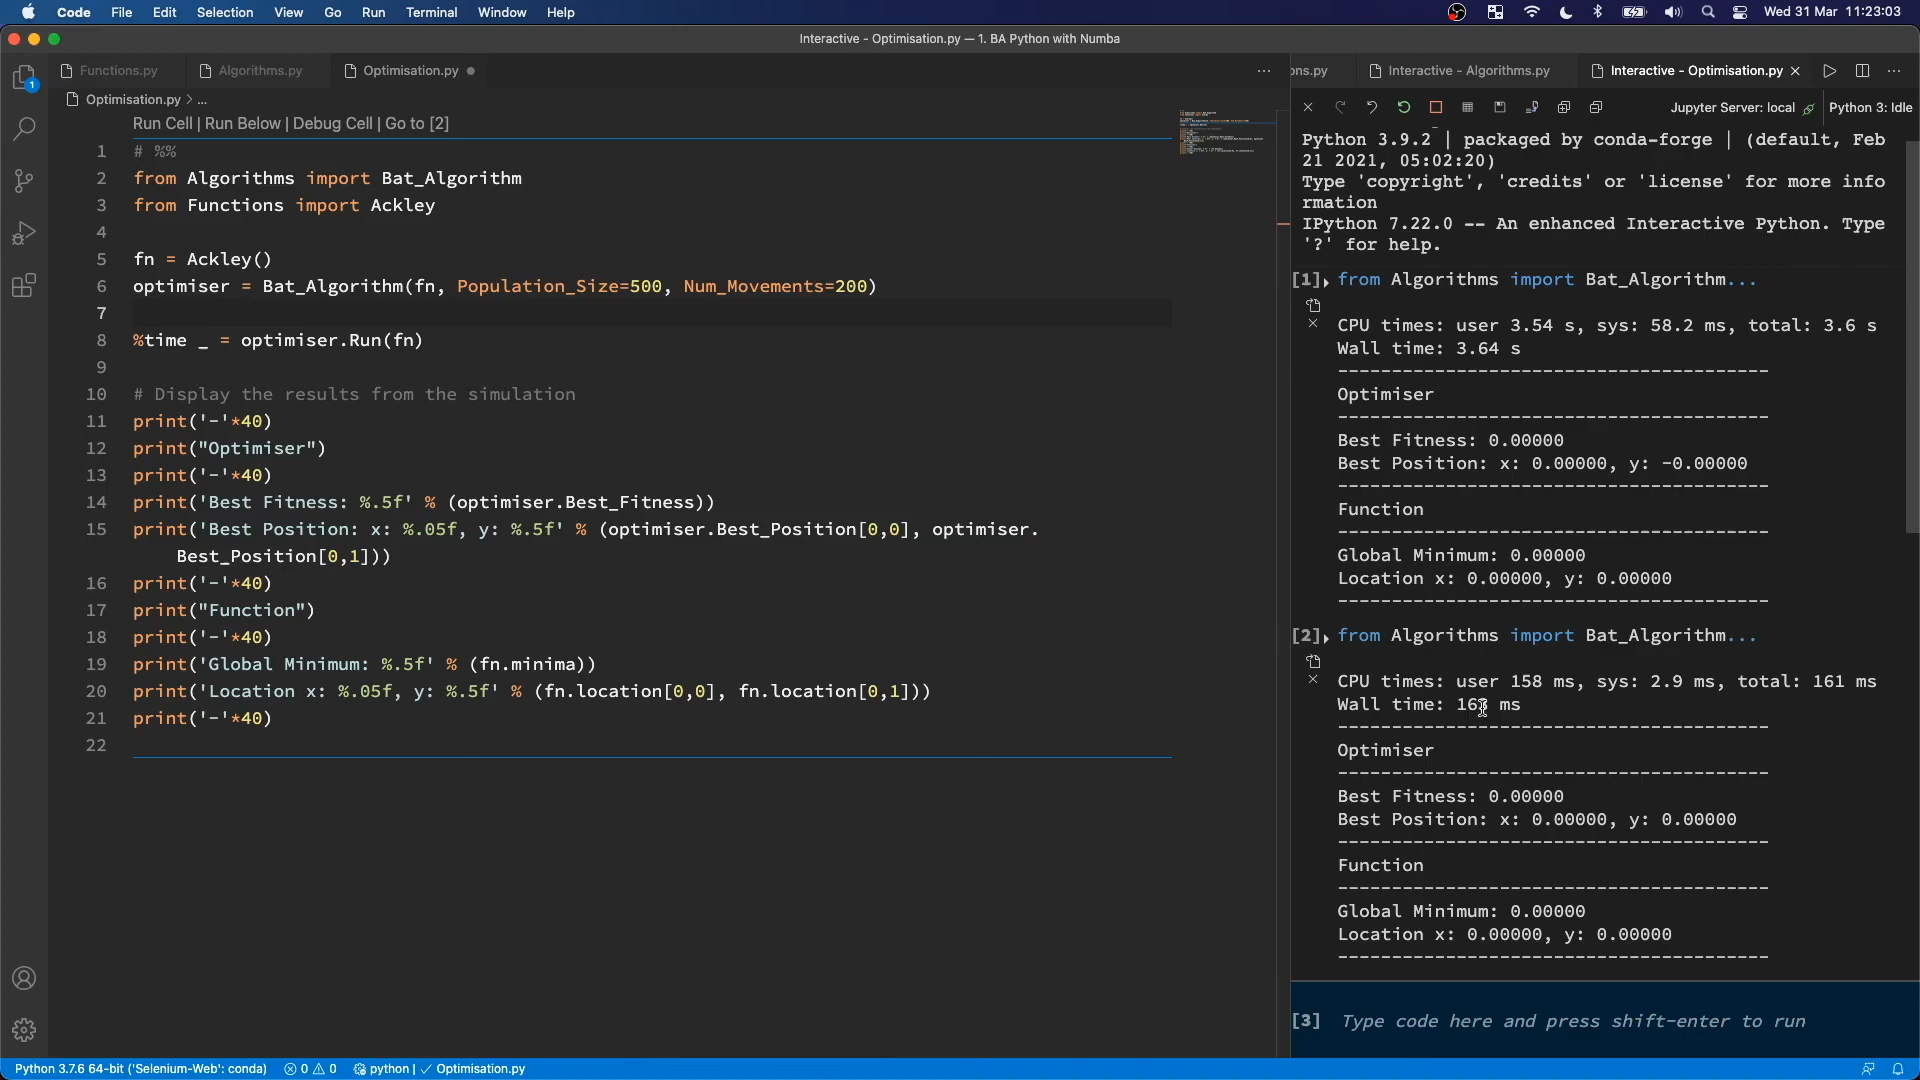 Code File Edit Selection View Go Run Terminal Window Help
Wed 31 Mar 11:23:03
Interactive - Optimisation.py — 1. BA Python with Numba
Functions.py Algorithms.py Optimisation.py
Optimisation.py > ...
Run Cell | Run Below | Debug Cell | Go to [2]
1 # %%
2 from Algorithms import Bat_Algorithm
3 from Functions import Ackley
4
5 fn = Ackley()
6 optimiser = Bat_Algorithm(fn, Population_Size=500, Num_Movements=200)
7
8 %time _ = optimiser.Run(fn)
9
10 # Display the results from the simulation
11 print('-'*40)
12 print("Optimiser")
13 print('-'*40)
14 print('Best Fitness: %.5f' % (optimiser.Best_Fitness))
15 print('Best Position: x: %.05f, y: %.5f' % (optimiser.Best_Position[0,0], optimiser.
Best_Position[0,1]))
16 print('-'*40)
17 print("Function")
18 print('-'*40)
19 print('Global Minimum: %.5f' % (fn.minima))
20 print('Location x: %.05f, y: %.5f' % (fn.location[0,0], fn.location[0,1]))
21 print('-'*40)
22
ons.py Interactive - Algorithms.py Interactive - Optimisation.py
Jupyter Server: local Python 3: Idle
Python 3.9.2 | packaged by conda-forge | (default, Feb
21 2021, 05:02:20)
Type 'copyright', 'credits' or 'license' for more info
rmation
IPython 7.22.0 -- An enhanced Interactive Python. Type
'?' for help.
[1] from Algorithms import Bat_Algorithm...
CPU times: user 3.54 s, sys: 58.2 ms, total: 3.6 s
Wall time: 3.64 s
----------------------------------------
Optimiser
----------------------------------------
Best Fitness: 0.00000
Best Position: x: 0.00000, y: -0.00000
----------------------------------------
Function
----------------------------------------
Global Minimum: 0.00000
Location x: 0.00000, y: 0.00000
----------------------------------------
[2] from Algorithms import Bat_Algorithm...
CPU times: user 158 ms, sys: 2.9 ms, total: 161 ms
Wall time: ms
----------------------------------------
Optimiser
----------------------------------------
Best Fitness: 0.00000
Best Position: x: 0.00000, y: 0.00000
----------------------------------------
Function
----------------------------------------
Global Minimum: 0.00000
Location x: 0.00000, y: 0.00000
----------------------------------------
[3] Type code here and press shift-enter to run
1
Python 3.7.6 64-bit ('Selenium-Web': conda) 0 0 python | ✓ Optimisation.py